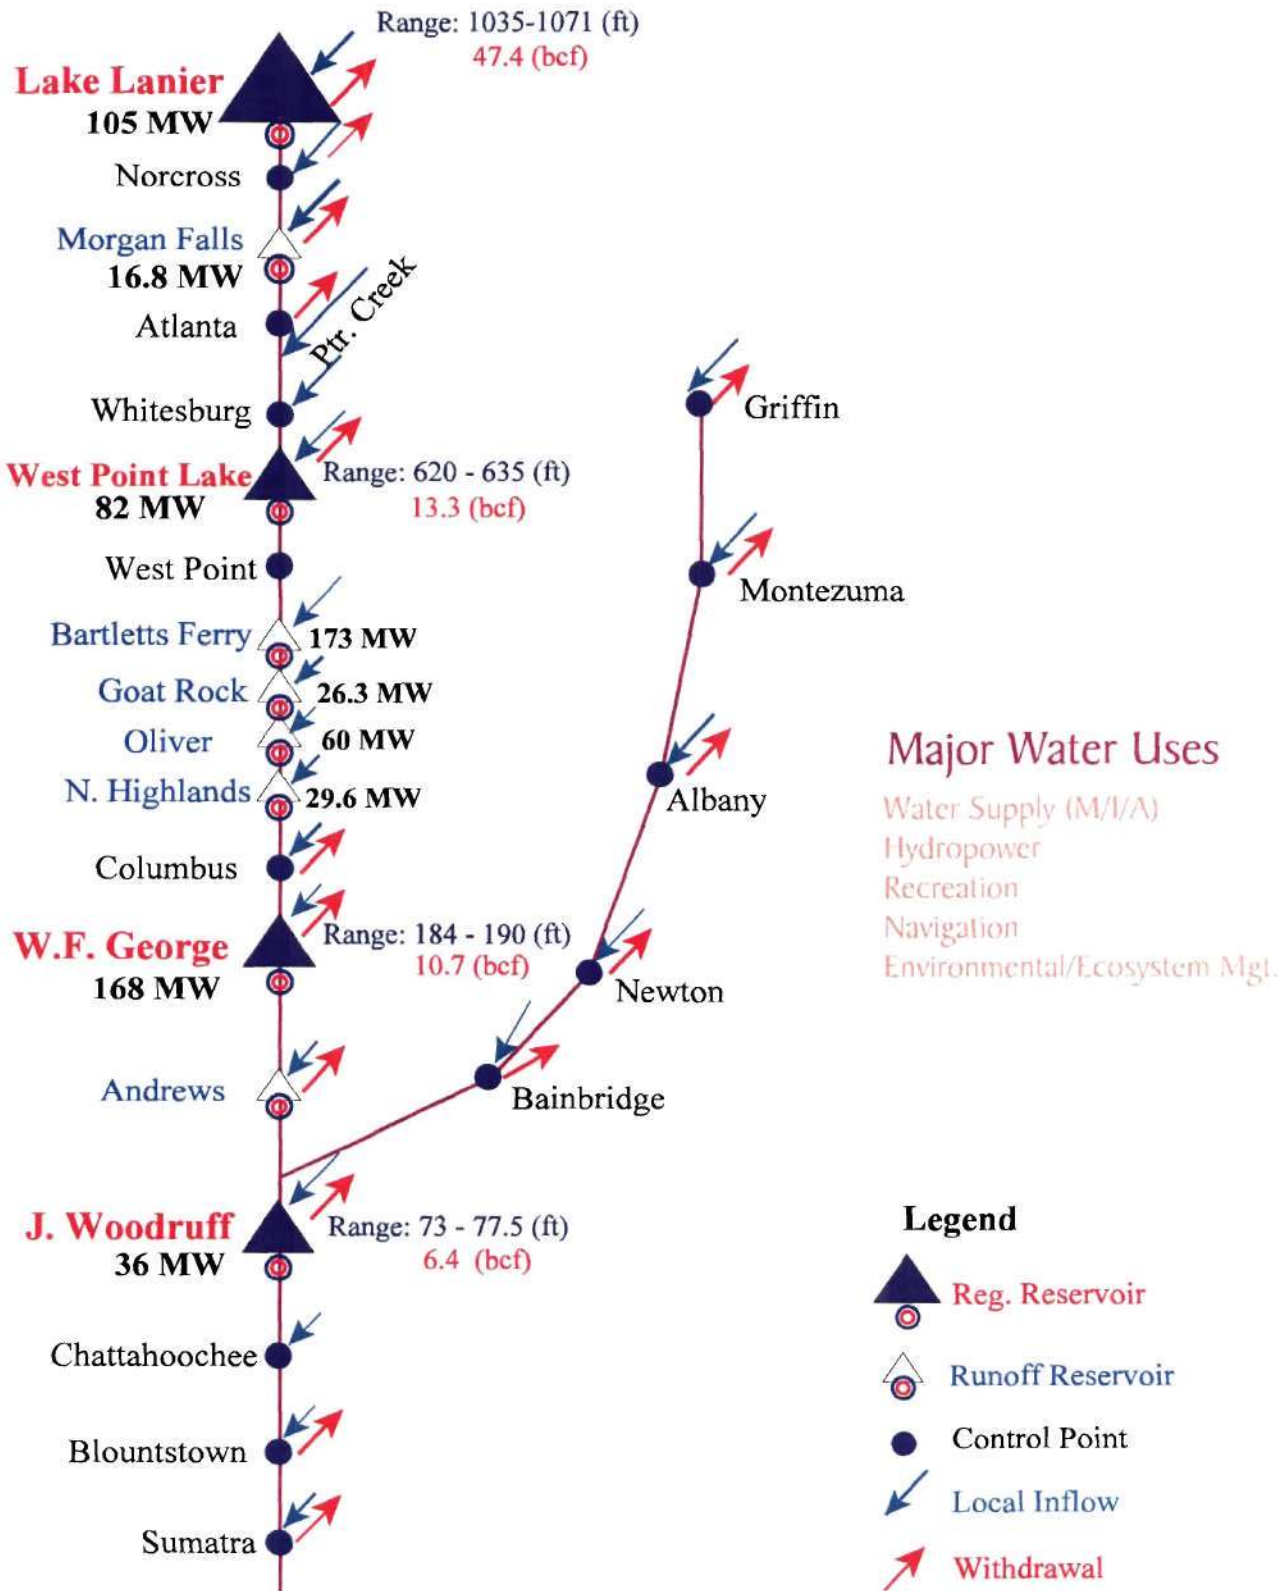 Range: 1035-1071 (ft)
47.4 (bcf)
Lake Lanier
105 MW
Norcross
Morgan Falls
16.8 MW
Atlanta
Ptr. Creek
Whitesburg
West Point Lake
82 MW
Range: 620 - 635 (ft)
13.3 (bcf)
West Point
Bartletts Ferry
173 MW
Goat Rock
26.3 MW
Oliver
60 MW
N. Highlands
29.6 MW
Columbus
W.F. George
168 MW
Range: 184 - 190 (ft)
10.7 (bcf)
Andrews
J. Woodruff
36 MW
Range: 73 - 77.5 (ft)
6.4 (bcf)
Chattahoochee
Blountstown
Sumatra
Griffin
Montezuma
Albany
Newton
Bainbridge
Major Water Uses
Water Supply (M/I/A)
Hydropower
Recreation
Navigation
Environmental/Ecosystem Mgt.
Legend
Reg. Reservoir
Runoff Reservoir
Control Point
Local Inflow
Withdrawal